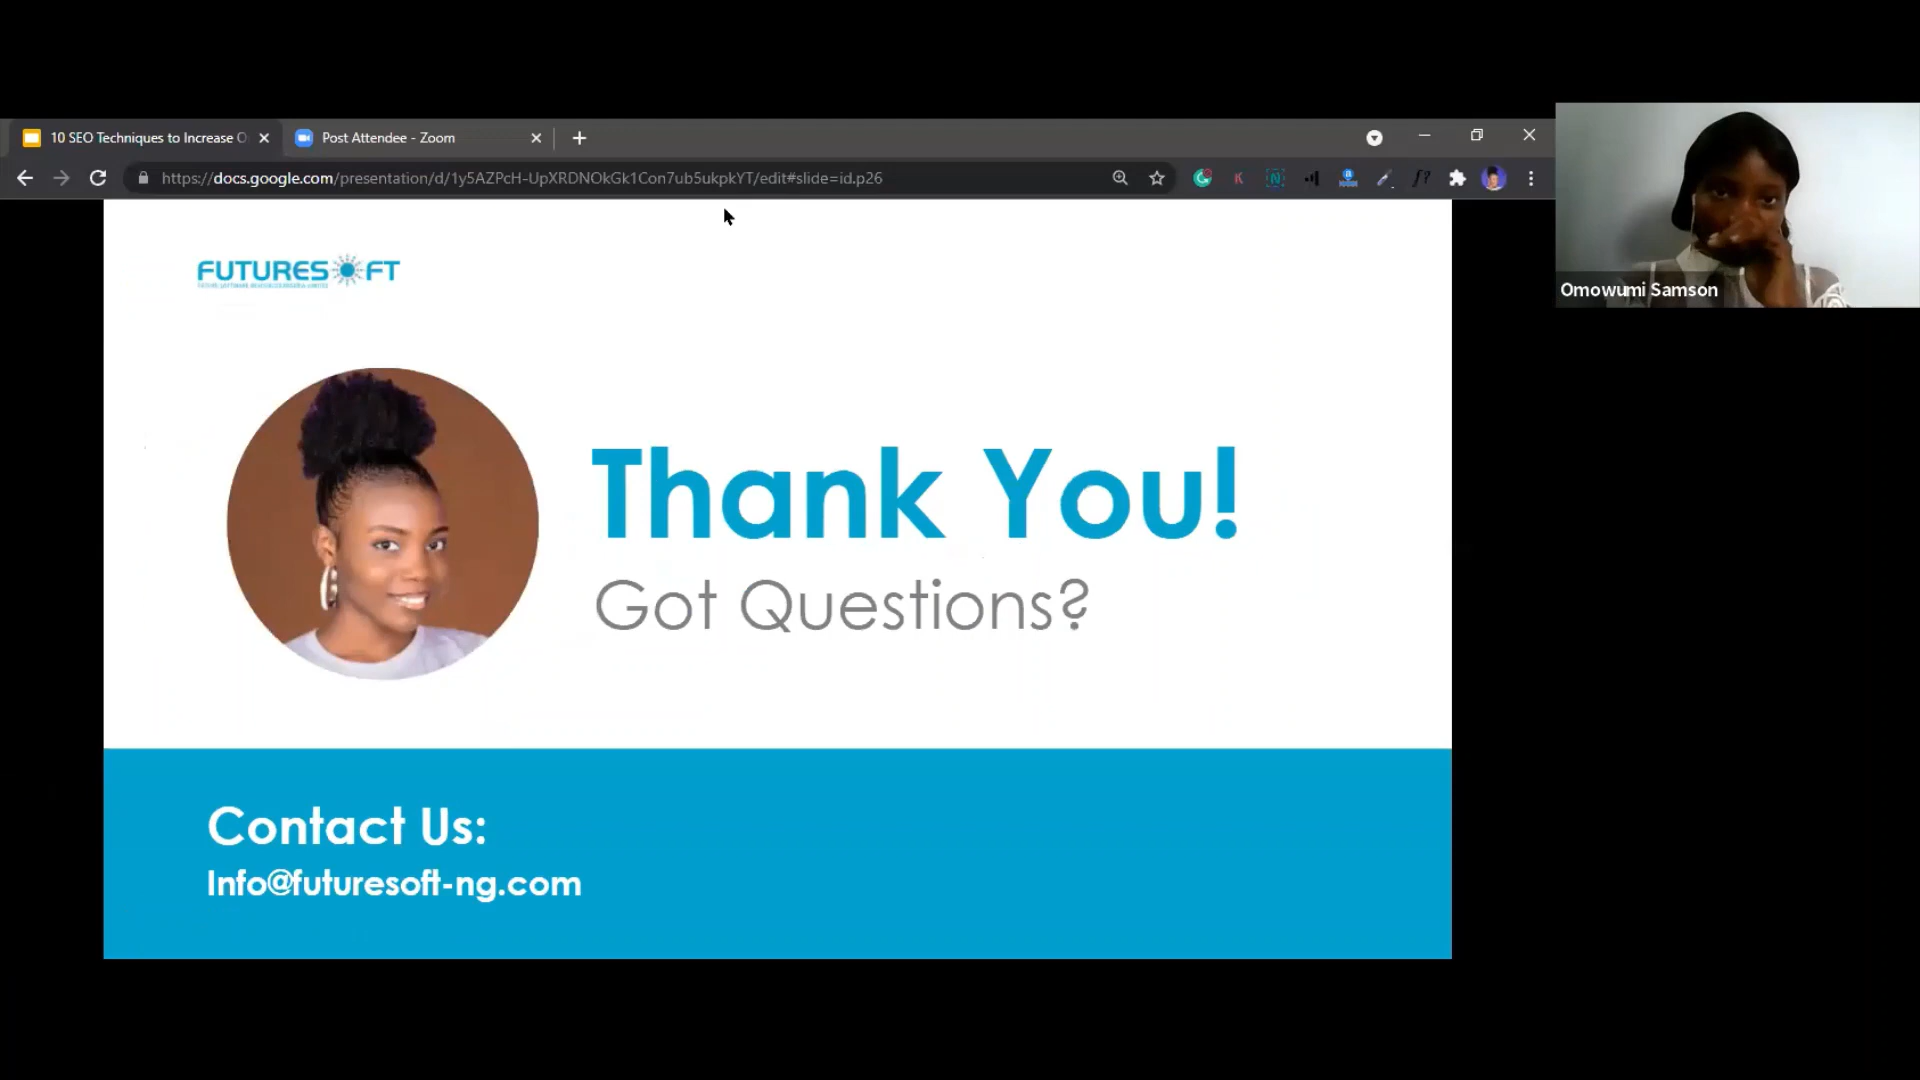 10 SEO Techniques to Increase O
Post Attendee - Zoom
https://docs.google.com/presentation/d/1y5AZPcH-UpXRDNOkGk1Con7ub5ukpkYT/edit#slide=id.p26
Omowumi Samson
FUTURESOFT
Thank You!
Got Questions?
Contact Us:
Info@futuresoft-ng.com